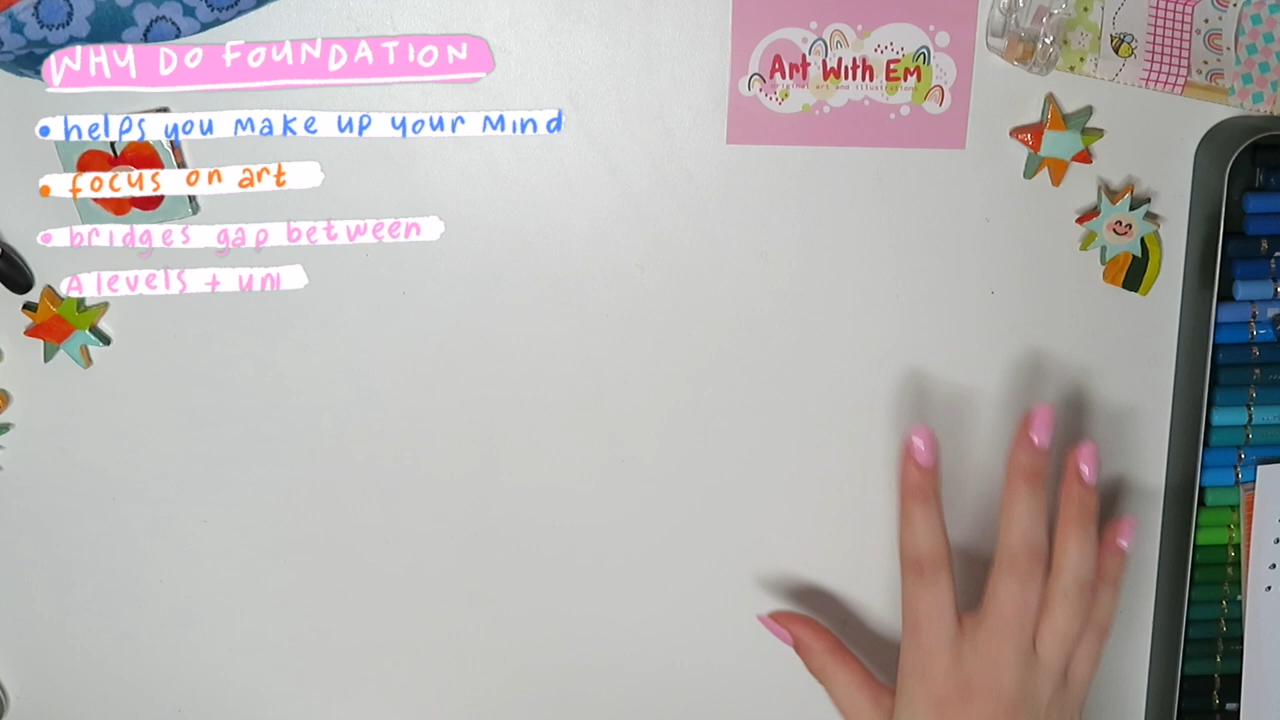 WHY DO FOUNDATION
• helps you make up your mind
• focus on art
• bridges gap between
A levels + uni
Art With Em
original art and illustrations